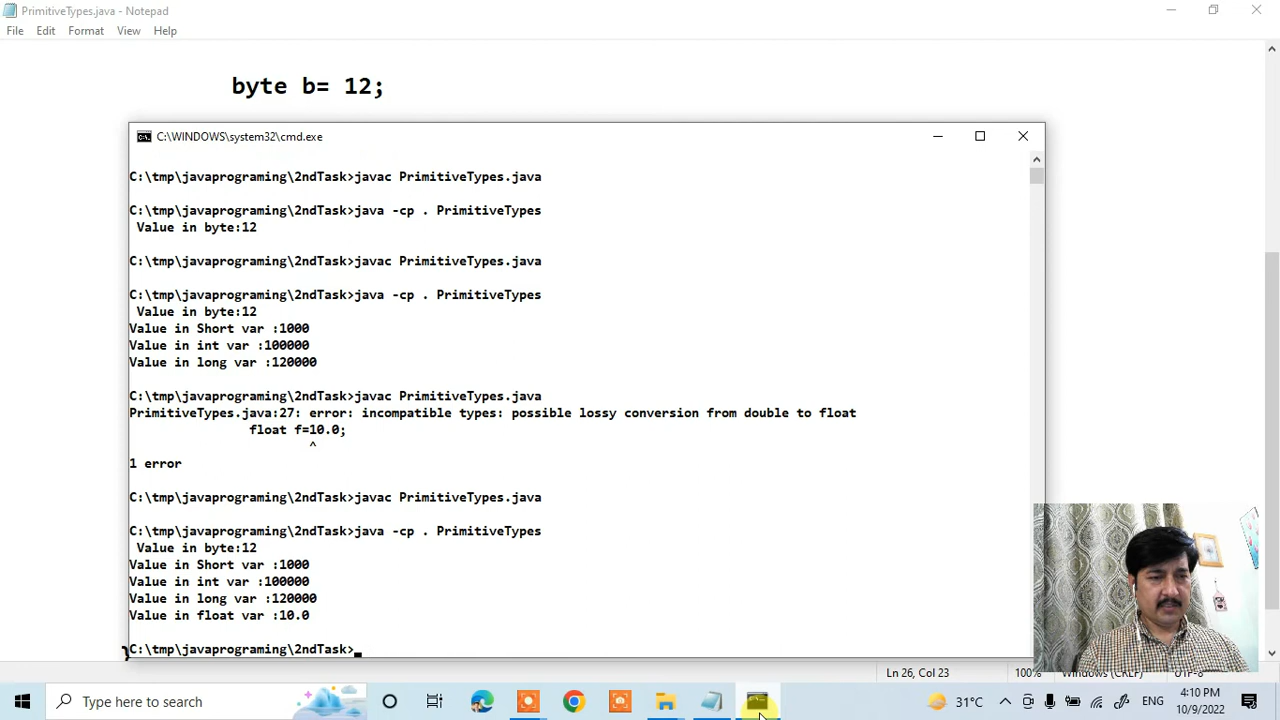 PrimitiveTypes.java - Notepad
File Edit Format View Help
byte b= 12;
C:\WINDOWS\system32\cmd.exe
C:\tmp\javaprograming\2ndTask>javac PrimitiveTypes.java
C:\tmp\javaprograming\2ndTask>java -cp . PrimitiveTypes
Value in byte:12
C:\tmp\javaprograming\2ndTask>javac PrimitiveTypes.java
C:\tmp\javaprograming\2ndTask>java -cp . PrimitiveTypes
Value in byte:12
Value in Short var :1000
Value in int var :100000
Value in long var :120000
C:\tmp\javaprograming\2ndTask>javac PrimitiveTypes.java
PrimitiveTypes.java:27: error: incompatible types: possible lossy conversion from double to float
float f=10.0;
^
1 error
C:\tmp\javaprograming\2ndTask>javac PrimitiveTypes.java
C:\tmp\javaprograming\2ndTask>java -cp . PrimitiveTypes
Value in byte:12
Value in Short var :1000
Value in int var :100000
Value in long var :120000
Value in float var :10.0
}
C:\tmp\javaprograming\2ndTask>
Ln 26, Col 23 100% Windows (CRLF) UTF-8
Type here to search
31°C ENG
4:10 PM
10/9/2022